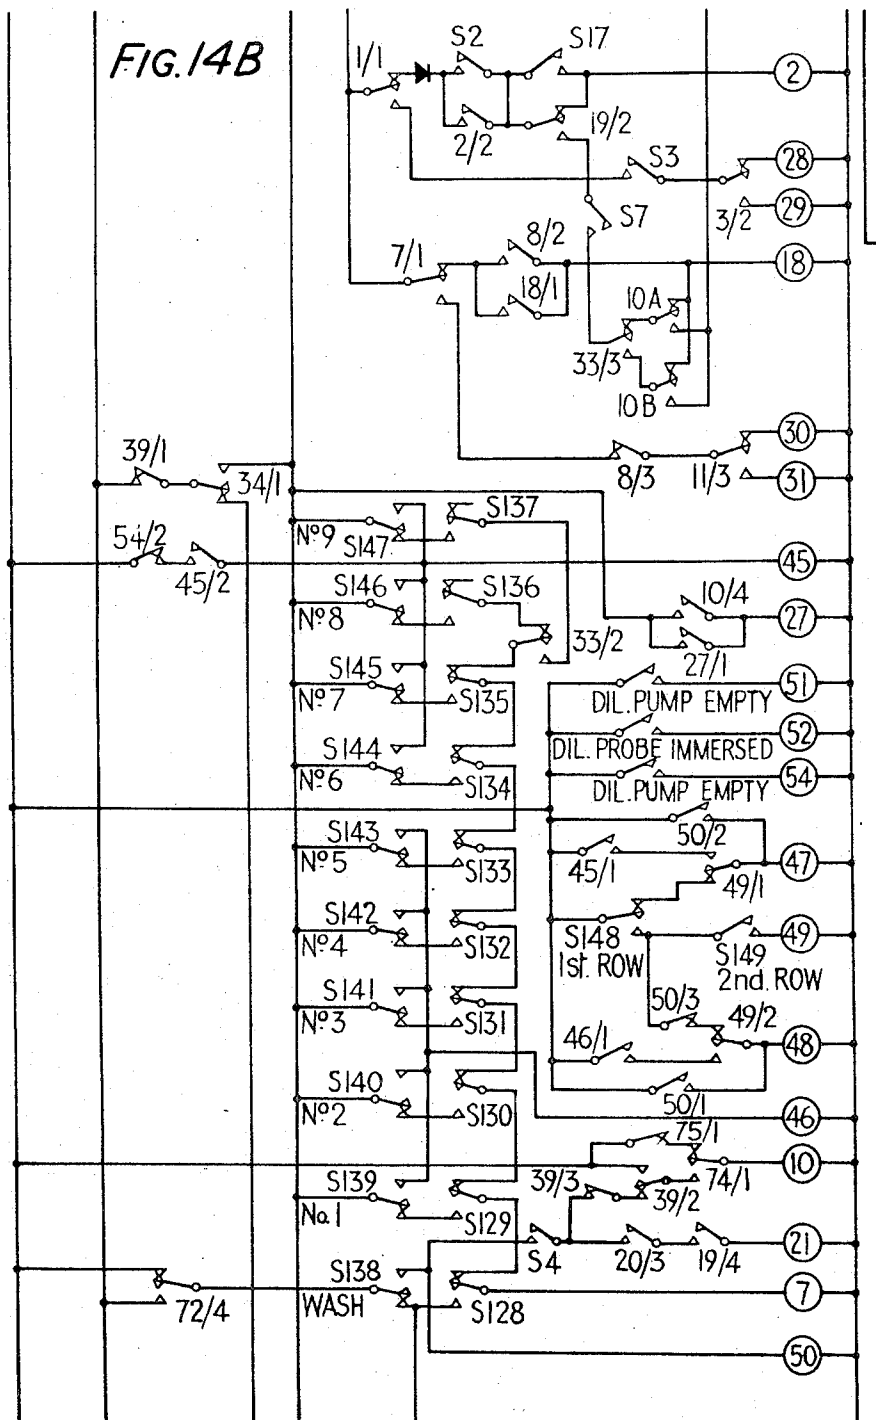 FIG.14B
1/1
S2
S17
2
2/2
19/2
S3
28
29
3/2
S7
7/1
8/2
18
18/1
10A
33/3
10B
30
8/3
11/3
31
39/1
34/1
Nº9
S147
S137
54/2
45/2
45
S146
S136
Nº8
10/4
27
33/2
27/1
S145
S135
Nº7
51
DIL. PUMP EMPTY
S144
S134
Nº6
52
DIL. PROBE IMMERSED
54
DIL. PUMP EMPTY
S143
S133
Nº5
50/2
45/1
49/1
47
S142
S132
Nº4
S148
1st. ROW
S149
2nd. ROW
49
S141
S131
Nº3
50/3
49/2
46/1
48
S140
S130
Nº2
50/1
46
75/1
10
74/1
S139
S129
No.1
39/3
39/2
S4
20/3
19/4
21
72/4
S138
WASH
S128
7
50